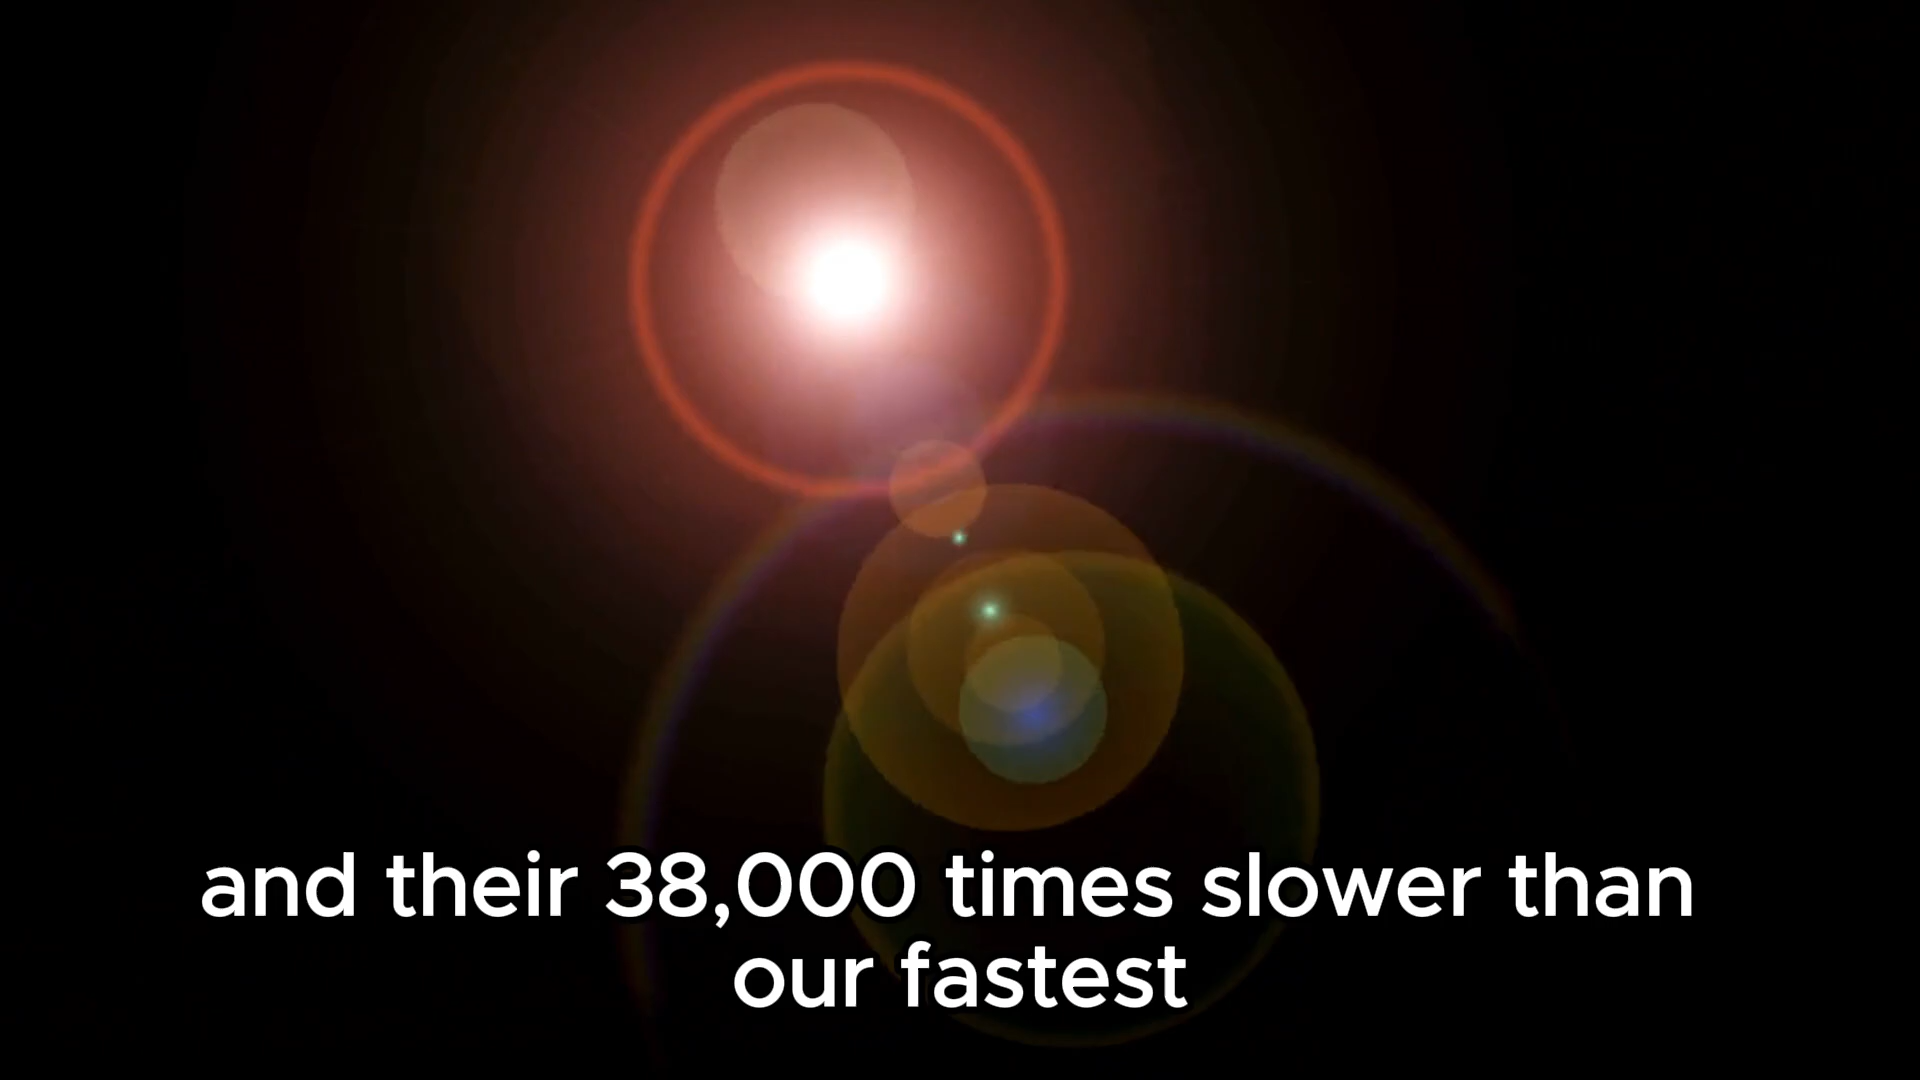 and their 38,000 times slower than
our fastest